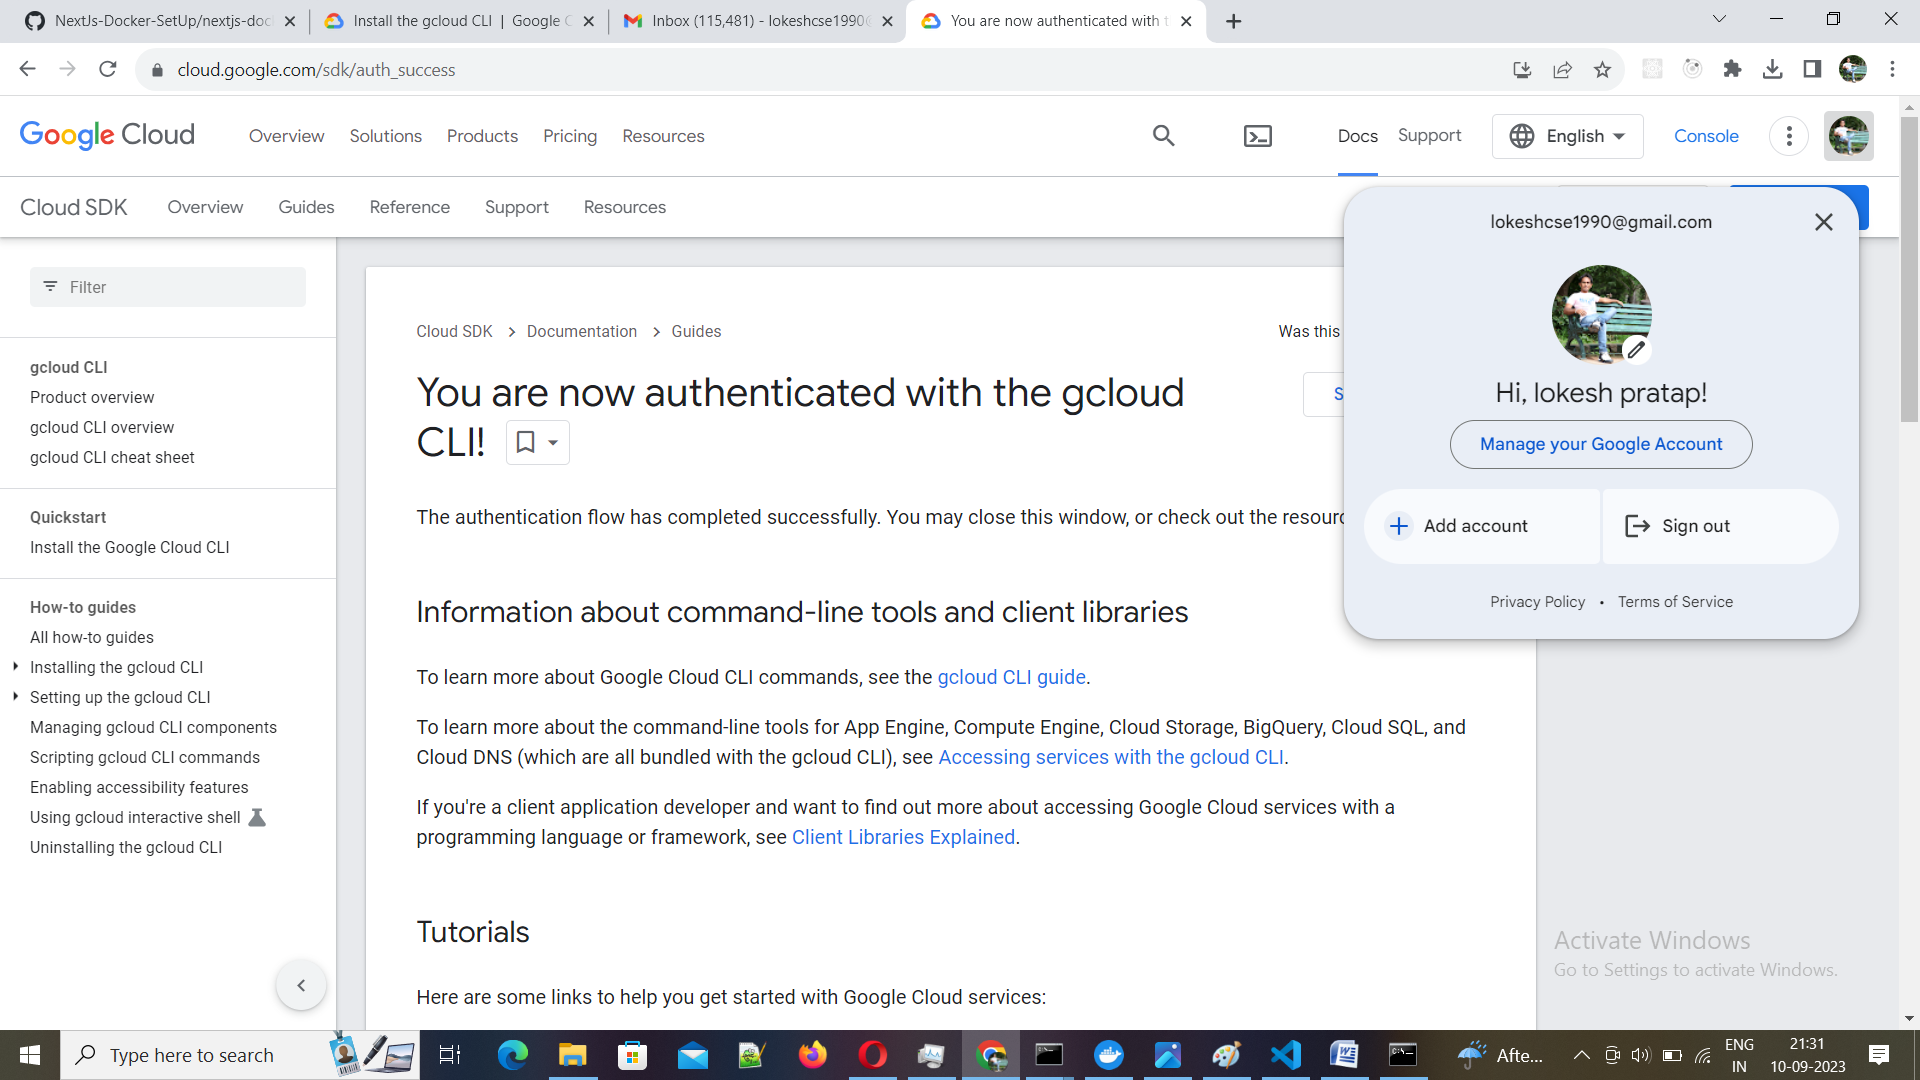 NextJs-Docker-SetUp/nextjs-doc
Install the gcloud CLI | Google C
Inbox (115,481) - lokeshcse1990@
You are now authenticated with t
cloud.google.com/sdk/auth_success
Google Cloud
Overview
Solutions
Products
Pricing
Resources
Docs
Support
English
Console
Cloud SDK
Overview
Guides
Reference
Support
Resources
lokeshcse1990@gmail.com
Hi, lokesh pratap!
Manage your Google Account
Add account
Sign out
Privacy Policy • Terms of Service
Filter
gcloud CLI
Product overview
gcloud CLI overview
gcloud CLI cheat sheet
Quickstart
Install the Google Cloud CLI
How-to guides
All how-to guides
Installing the gcloud CLI
Setting up the gcloud CLI
Managing gcloud CLI components
Scripting gcloud CLI commands
Enabling accessibility features
Using gcloud interactive shell
Uninstalling the gcloud CLI
Cloud SDK > Documentation > Guides
Was this
You are now authenticated with the gcloud
CLI!
S
The authentication flow has completed successfully. You may close this window, or check out the resour
Information about command-line tools and client libraries
To learn more about Google Cloud CLI commands, see the gcloud CLI guide.
To learn more about the command-line tools for App Engine, Compute Engine, Cloud Storage, BigQuery, Cloud SQL, and
Cloud DNS (which are all bundled with the gcloud CLI), see Accessing services with the gcloud CLI.
If you're a client application developer and want to find out more about accessing Google Cloud services with a
programming language or framework, see Client Libraries Explained.
Tutorials
Here are some links to help you get started with Google Cloud services:
Activate Windows
Go to Settings to activate Windows.
Type here to search
Afte...
ENG
IN
21:31
10-09-2023